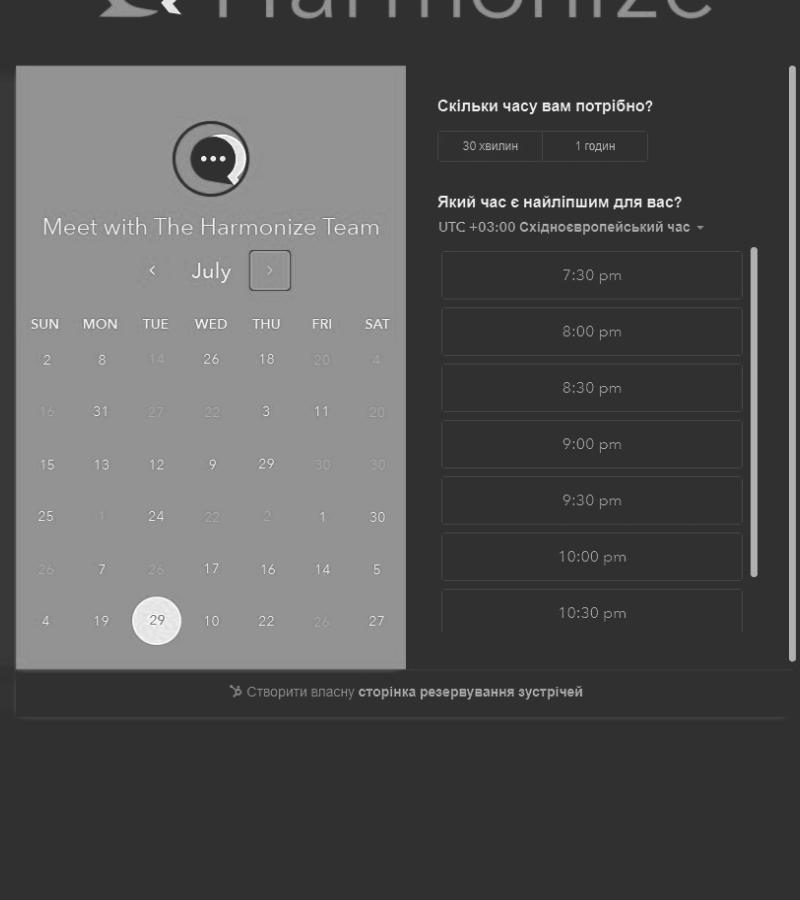 Harmonize
Meet with The Harmonize Team
July
SUN MON TUE WED THU FRI SAT
2 8 14 26 18 20 4
16 31 27 22 3 11 20
15 13 12 9 29 30 30
25 1 24 22 2 1 30
26 7 26 17 16 14 5
4 19 29 10 22 26 27
Скільки часу вам потрібно?
30 хвилин 1 годин
Який час є найліпшим для вас?
UTC +03:00 Східноєвропейський час
7:30 pm
8:00 pm
8:30 pm
9:00 pm
9:30 pm
10:00 pm
10:30 pm
Створити власну сторінка резервування зустрічей